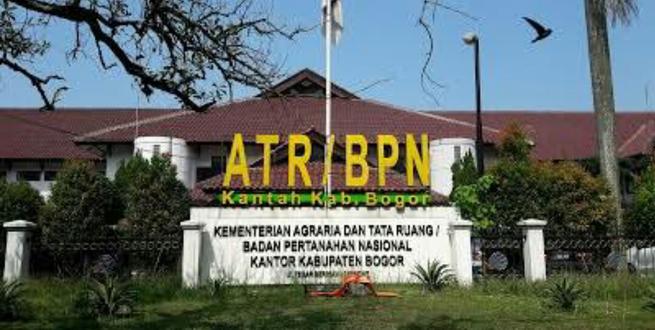 ATR/BPN
Kantah Kab. Bogor
KEMENTERIAN AGRARIA DAN TATA RUANG /
BADAN PERTANAHAN NASIONAL
KANTOR KABUPATEN BOGOR